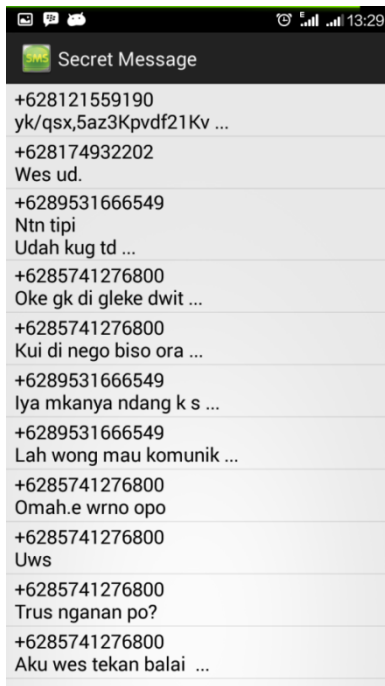 13:29
Secret Message
+628121559190
yk/qsx,5az3Kpvdf21Kv ...
+628174932202
Wes ud.
+6289531666549
Ntn tipi
Udah kug td ...
+6285741276800
Oke gk di gleke dwit ...
+6285741276800
Kui di nego biso ora ...
+6289531666549
Iya mkanya ndang k s ...
+6289531666549
Lah wong mau komunik ...
+6285741276800
Omah.e wrno opo
+6285741276800
Uws
+6285741276800
Trus nganan po?
+6285741276800
Aku wes tekan balai ...